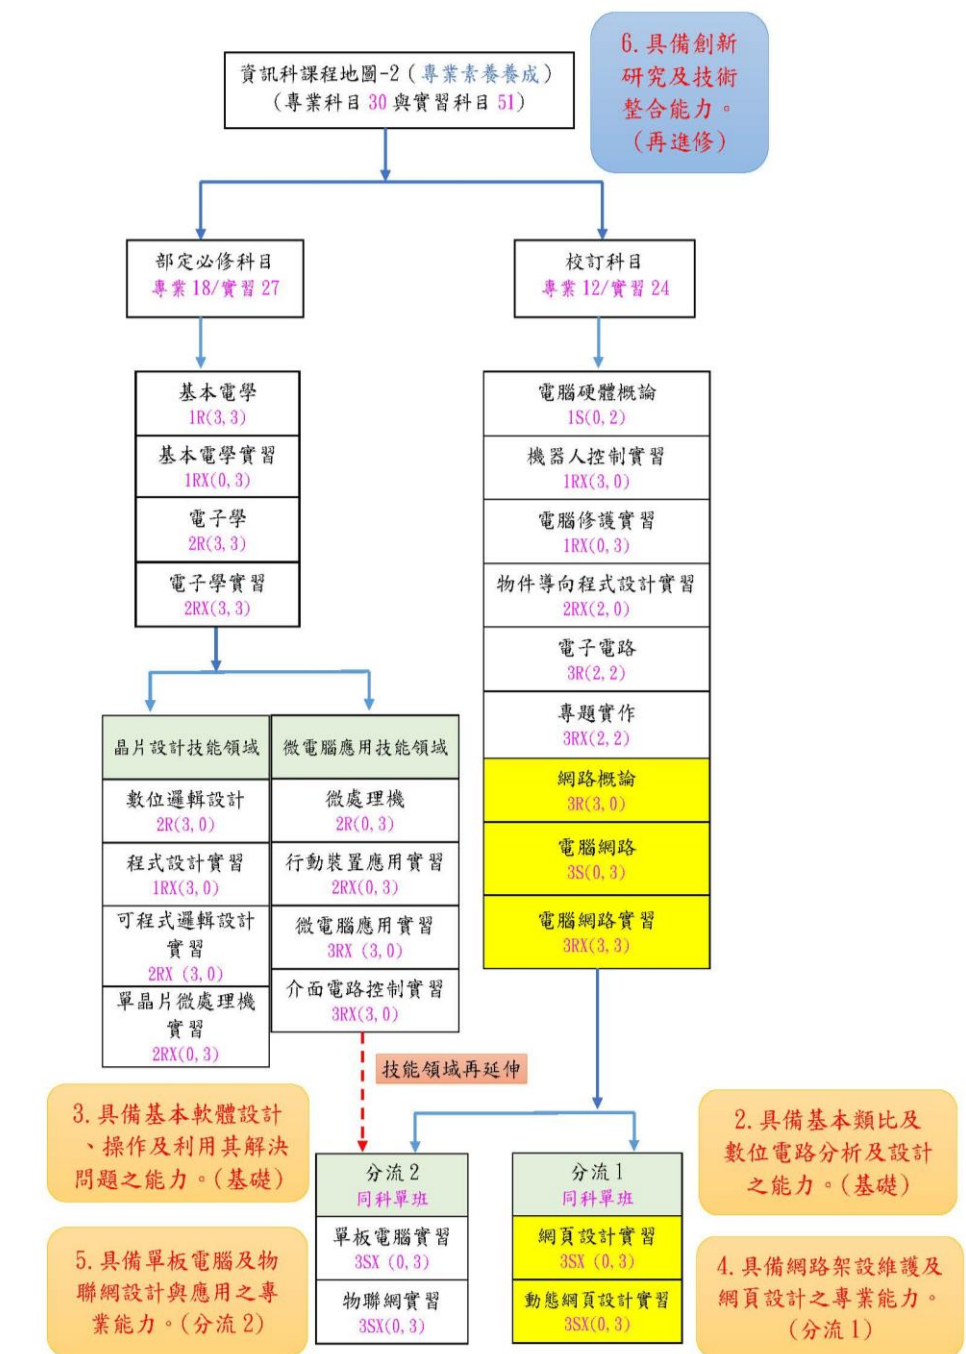 6.具備創新
研究及技術
整合能力。
(再進修)
資訊科課程地圖-2(專業素養養成)
(專業科目 30 與實習科目 51)
部定必修科目
專業 18/實習 27
校訂科目
專業 12/實習 24
基本電學
1R(3,3)
基本電學實習
1RX(0,3)
電子學
2R(3,3)
電子學實習
2RX(3,3)
電腦硬體概論
1S(0,2)
機器人控制實習
1RX(3,0)
電腦修護實習
1RX(0,3)
物件導向程式設計實習
2RX(2,0)
電子電路
3R(2,2)
專題實作
3RX(2,2)
網路概論
3R(3,0)
電腦網路
3S(0,3)
電腦網路實習
3RX(3,3)
晶片設計技能領域
數位邏輯設計
2R(3,0)
程式設計實習
1RX(3,0)
可程式邏輯設計
實習
2RX (3,0)
單晶片微處理機
實習
2RX(0,3)
微電腦應用技能領域
微處理機
2R(0,3)
行動裝置應用實習
2RX(0,3)
微電腦應用實習
3RX (3,0)
介面電路控制實習
3RX(3,0)
技能領域再延伸
3.具備基本軟體設計
、操作及利用其解決
問題之能力。(基礎)
2.具備基本類比及
數位電路分析及設計
之能力。(基礎)
分流 2
同科單班
單板電腦實習
3SX (0,3)
物聯網實習
3SX(0,3)
分流 1
同科單班
網頁設計實習
3SX (0,3)
動態網頁設計實習
3SX(0,3)
5.具備單板電腦及物
聯網設計與應用之專
業能力。(分流 2)
4.具備網路架設維護及
網頁設計之專業能力。
(分流 1)